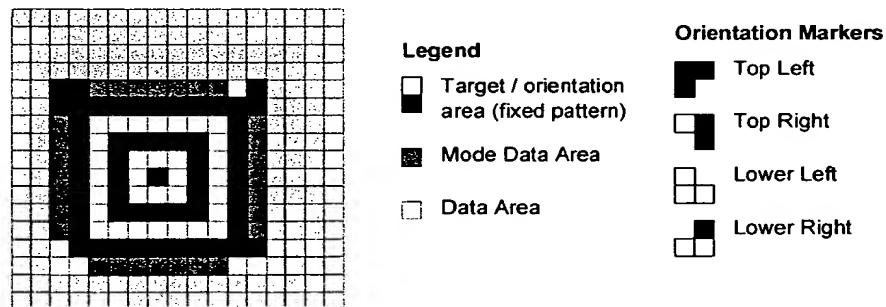 Legend
Target / orientation
area (fixed pattern)
Mode Data Area
Data Area
Orientation Markers
Top Left
Top Right
Lower Left
Lower Right